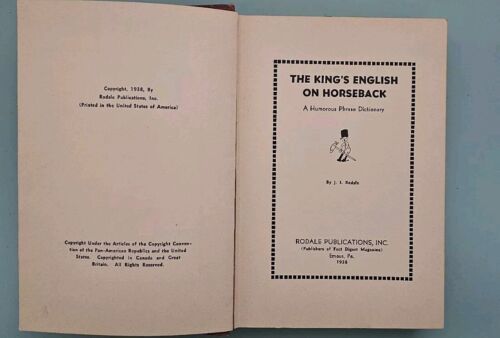 Copyright, 1938, By
Rodale Publications, Inc.
(Printed in the United States of America)
Copyright Under the Articles of the Copyright Conven-
tion of the Pan-American Republics and the United
States. Copyrighted in Canada and Great
Britain. All Rights Reserved.
THE KING'S ENGLISH
ON HORSEBACK
A Humorous Phrase Dictionary
By J. I. Rodale
RODALE PUBLICATIONS, INC.
(Publishers of Fact Digest Magazine)
Emaus, Pa.
1938